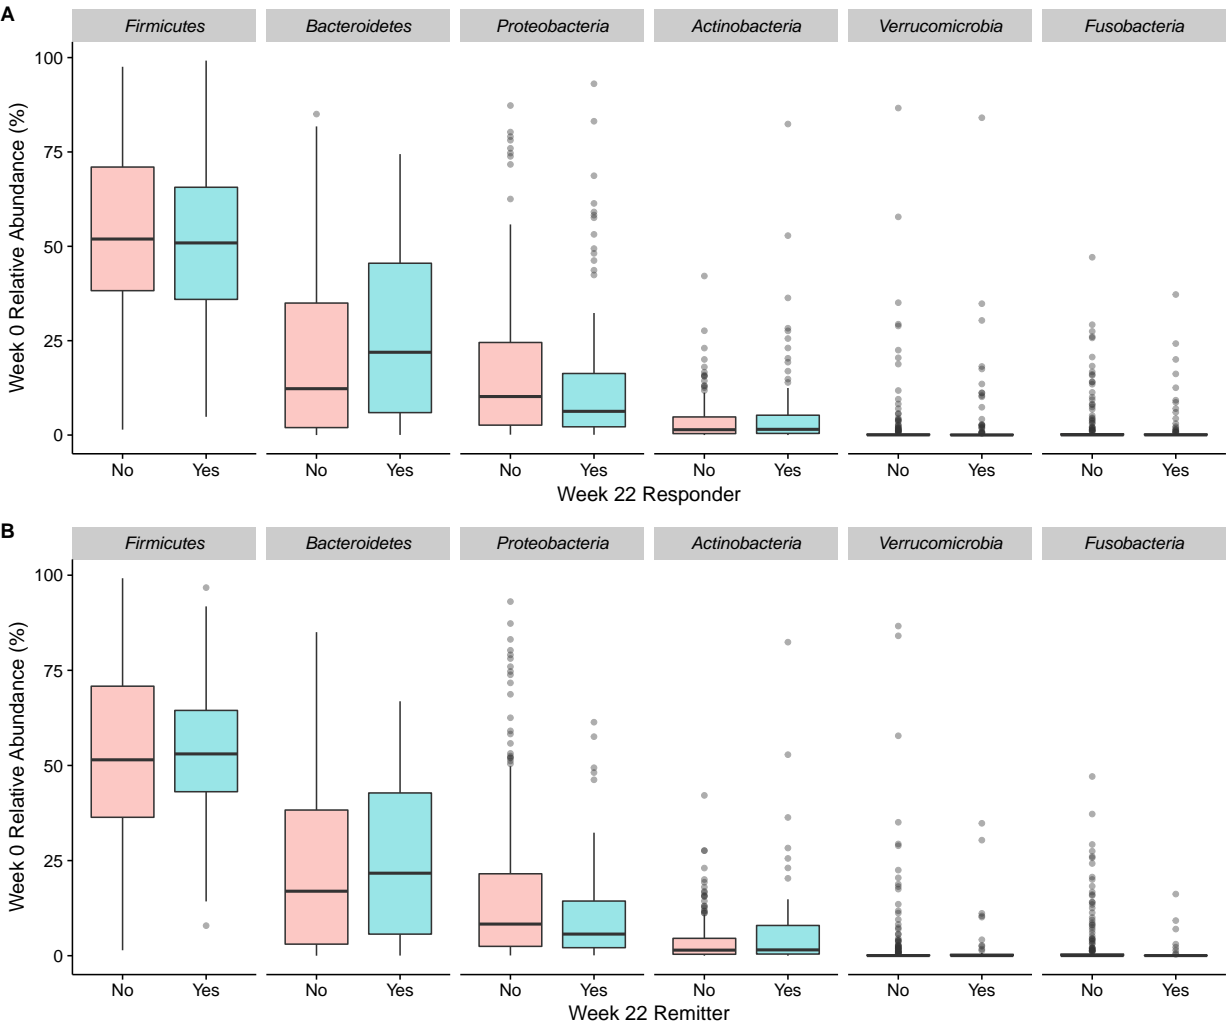 A
Firmicutes Bacteroidetes Proteobacteria Actinobacteria Verrucomicrobia Fusobacteria
Week 0 Relative Abundance (%)
100
75
50
25
0
No Yes No Yes No Yes No Yes No Yes No Yes
Week 22 Responder
B
Firmicutes Bacteroidetes Proteobacteria Actinobacteria Verrucomicrobia Fusobacteria
Week 0 Relative Abundance (%)
100
75
50
25
0
No Yes No Yes No Yes No Yes No Yes No Yes
Week 22 Remitter